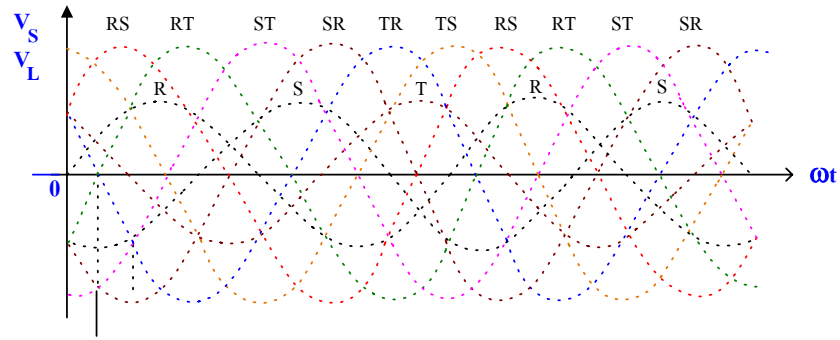 V_S RS RT ST SR TR TS RS RT ST SR
V_L
R S T R S
0 ωt